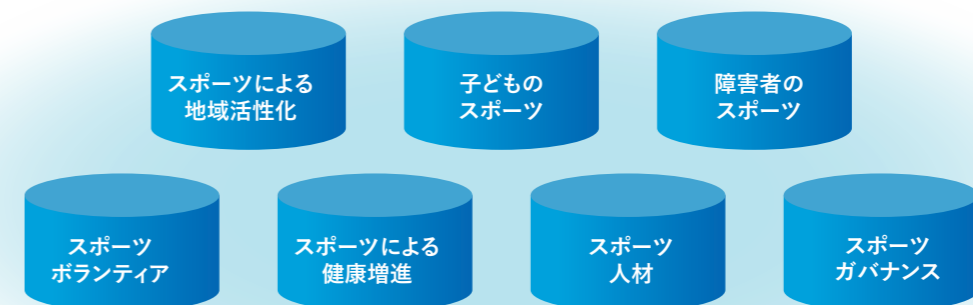 スポーツによる
地域活性化
子どもの
スポーツ
障害者の
スポーツ
スポーツ
ボランティア
スポーツによる
健康増進
スポーツ
人材
スポーツ
ガバナンス